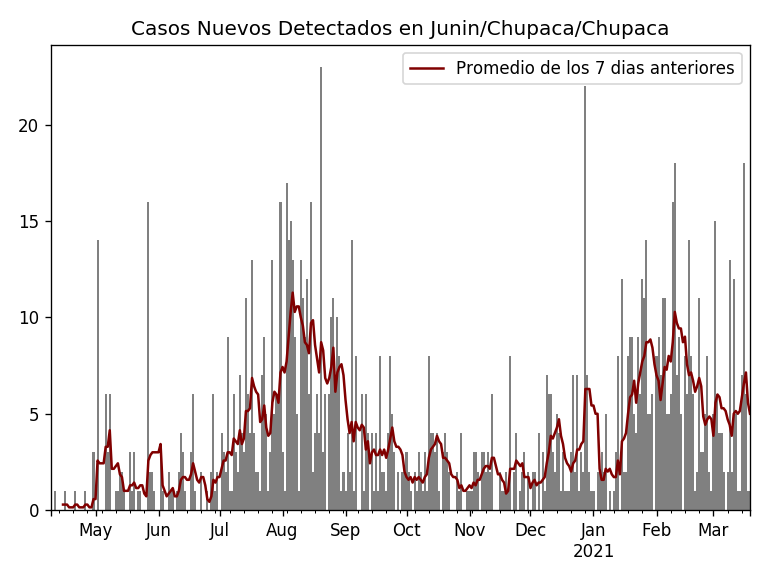 Casos Nuevos Detectados en Junin/Chupaca/Chupaca
Promedio de los 7 dias anteriores
20
15
10
5
0
May Jun Jul Aug Sep Oct Nov Dec Jan Feb Mar
2021